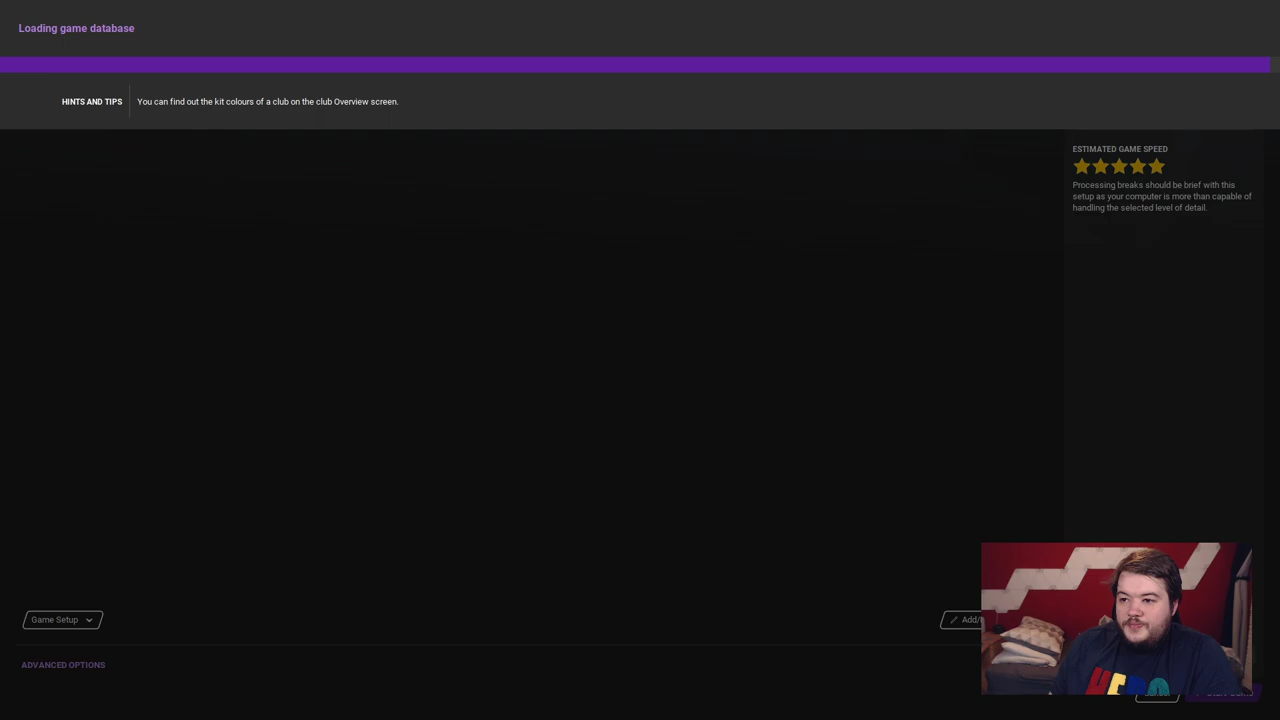 Loading game database
HINTS AND TIPS
You can find out the kit colours of a club on the club Overview screen.
ESTIMATED GAME SPEED
Processing breaks should be brief with this
setup as your computer is more than capable of
handling the selected level of detail.
Game Setup
Add/
ADVANCED OPTIONS
HERO